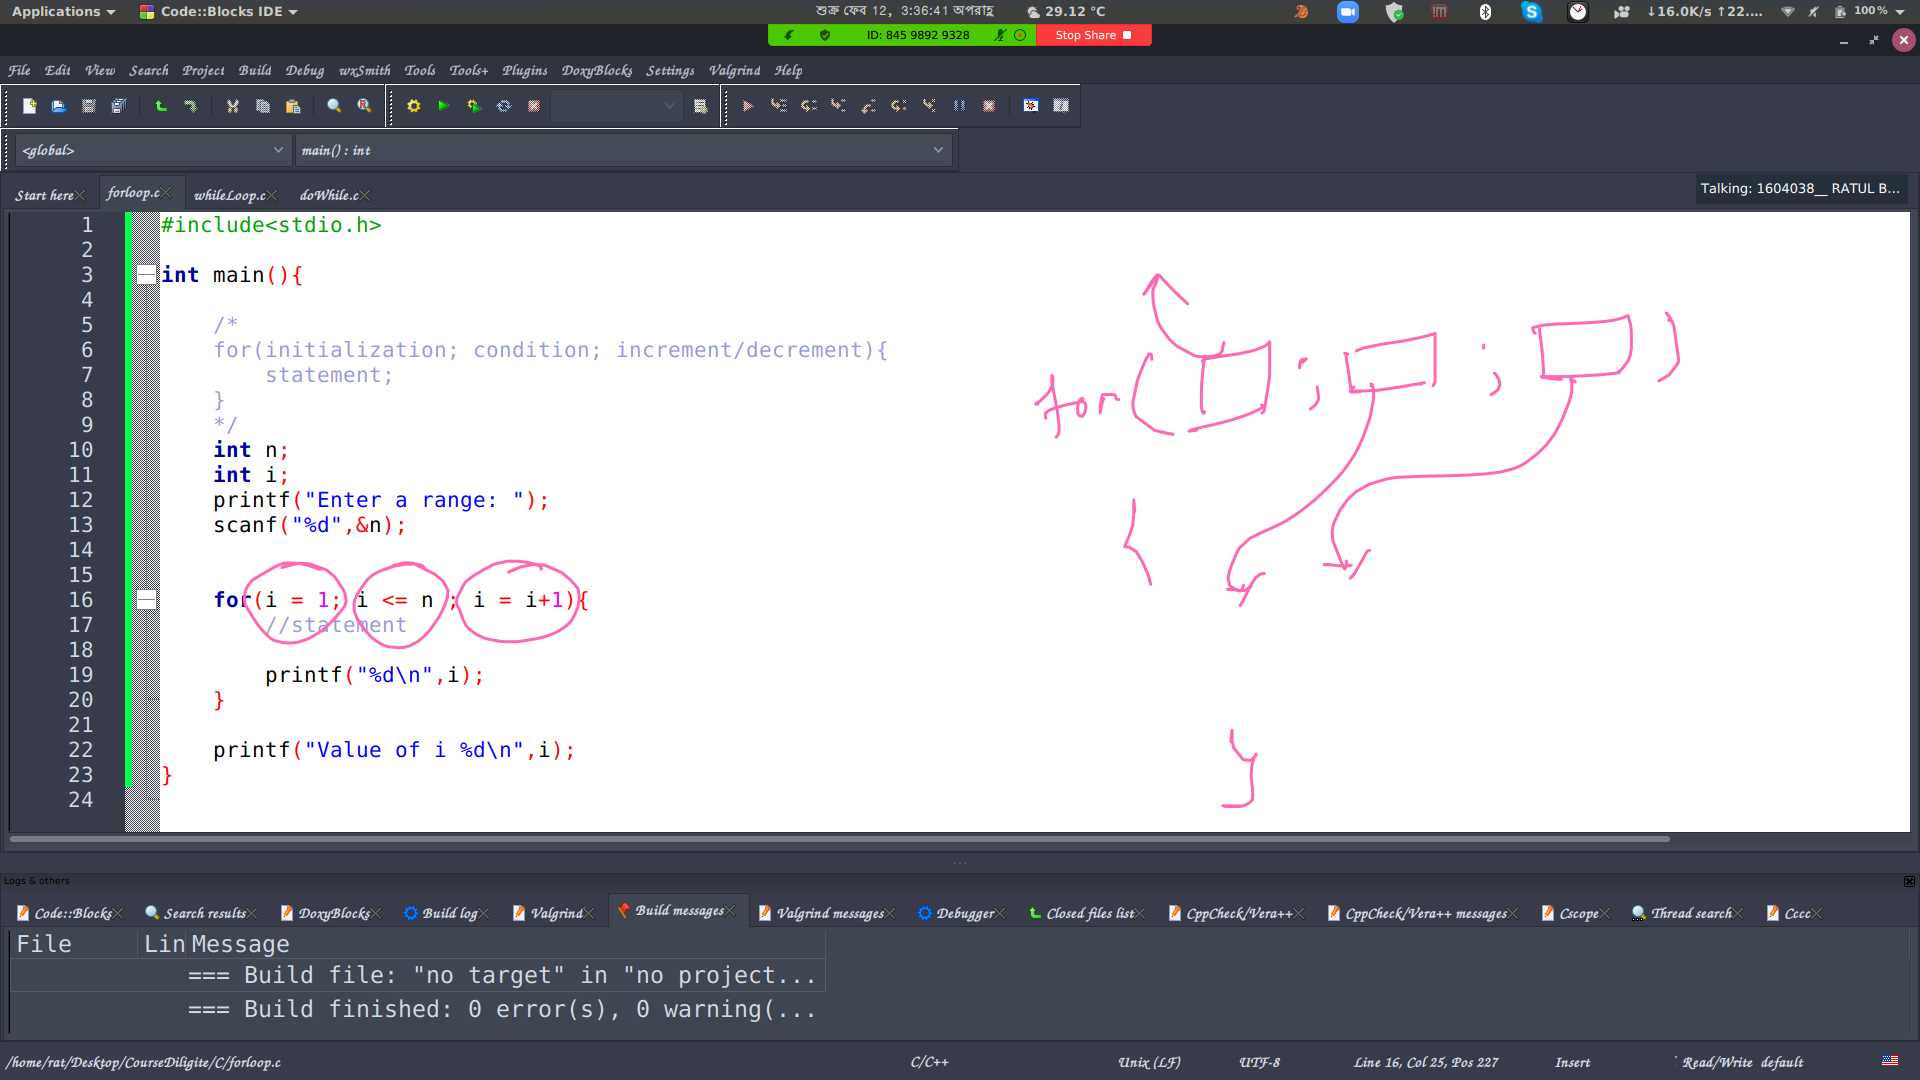 Applications Code::Blocks IDE শুক্র ফেব 12, 3:36:41 অপরাহ্ণ 29.12 °C ↓16.0K/s ↑22.... 100%
ID: 845 9892 9328 Stop Share
File Edit View Search Project Build Debug wxSmith Tools Tools+ Plugins DoxyBlocks Settings Valgrind Help
<global> main() : int
Start here forloop.c whileLoop.c doWhile.c
Talking: 1604038__ RATUL B...
1 #include<stdio.h>
2
3 int main(){
4
5 /*
6 for(initialization; condition; increment/decrement){
7 statement;
8 }
9 */
10 int n;
11 int i;
12 printf("Enter a range: ");
13 scanf("%d",&n);
14
15
16 for(i = 1; i <= n ; i = i+1){
17 //statement
18
19 printf("%d\n",i);
20 }
21
22 printf("Value of i %d\n",i);
23 }
24
for( ; ; )
{
}
Logs & others
Code::Blocks Search results DoxyBlocks Build log Valgrind Build messages Valgrind messages Debugger Closed files list CppCheck/Vera++ CppCheck/Vera++ messages Cscope Thread search Cccc
File Lin Message
=== Build file: "no target" in "no project...
=== Build finished: 0 error(s), 0 warning(...
/home/rat/Desktop/CourseDiligite/C/forloop.c C/C++ Unix (LF) UTF-8 Line 16, Col 25, Pos 227 Insert Read/Write default